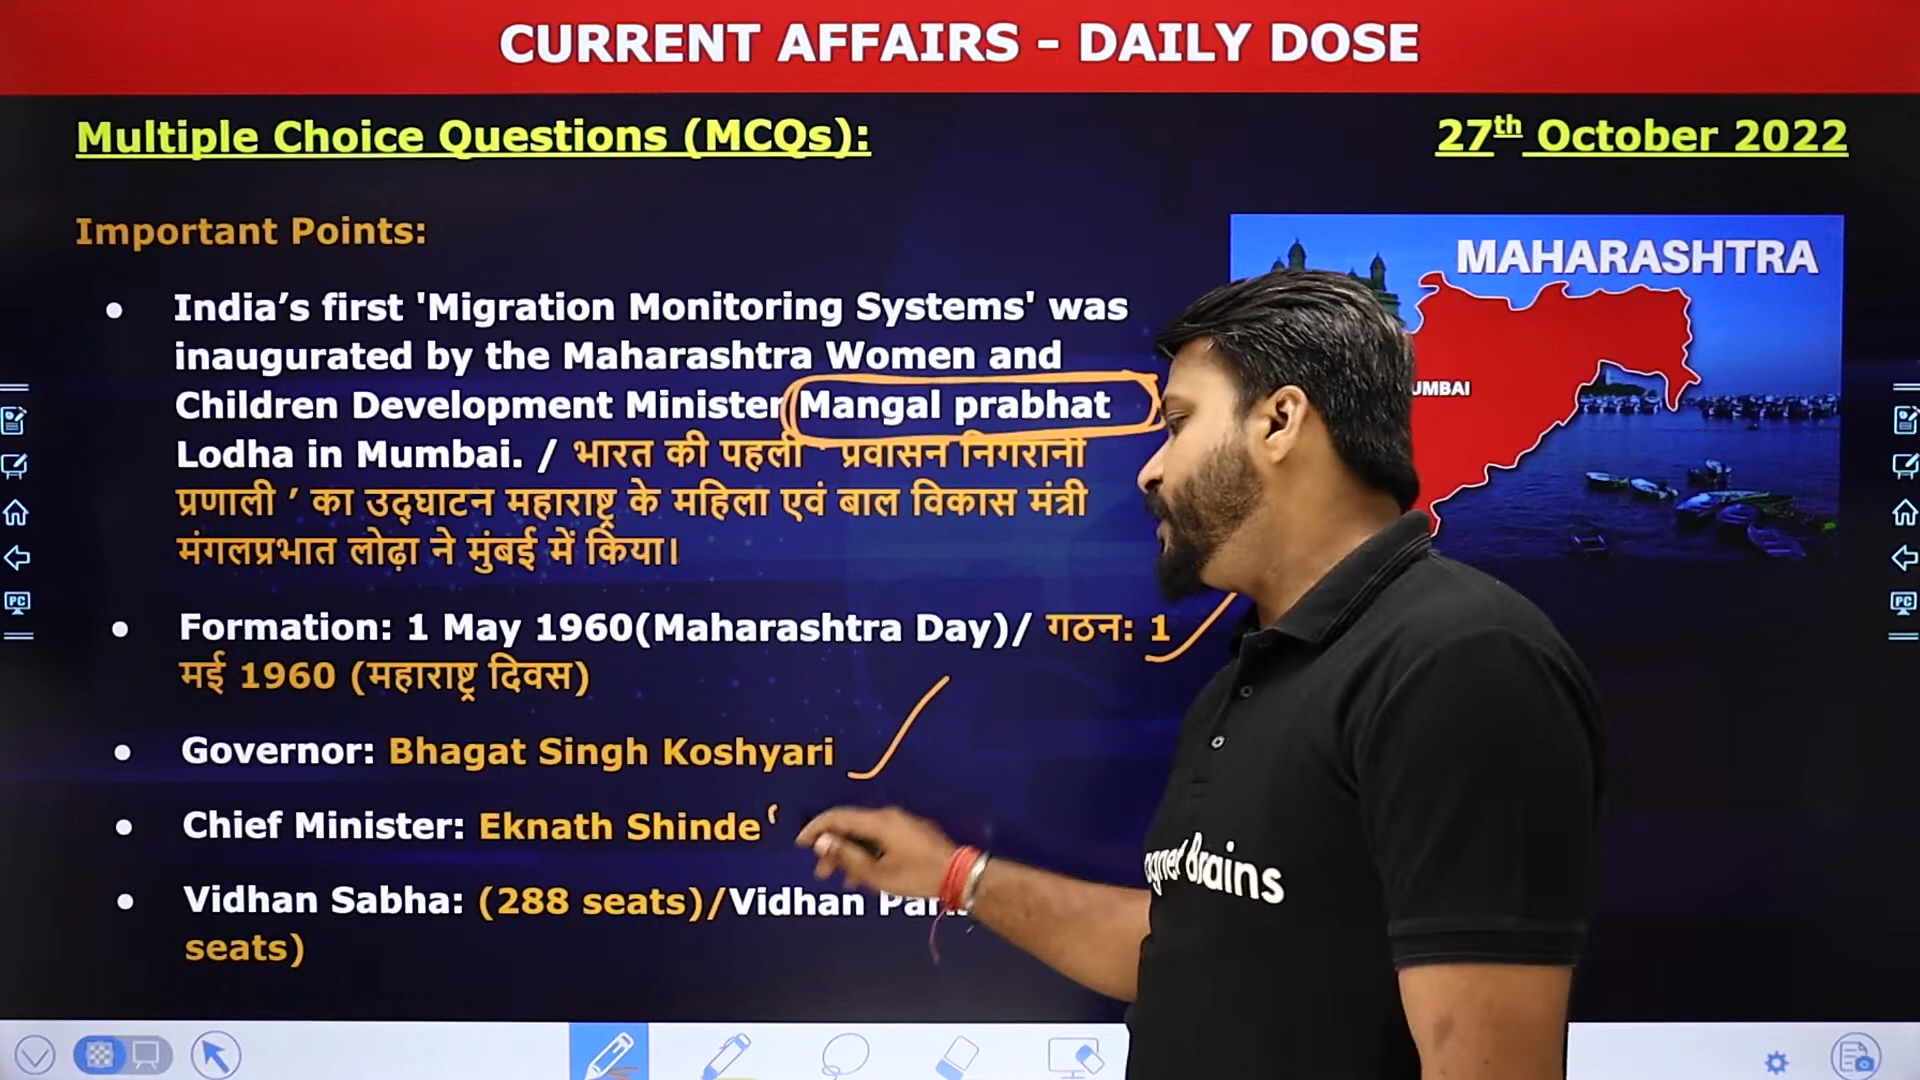 CURRENT AFFAIRS - DAILY DOSE
Multiple Choice Questions (MCQs):
27th October 2022
Important Points:
India’s first 'Migration Monitoring Systems' was
inaugurated by the Maharashtra Women and
Children Development Minister Mangal prabhat
Lodha in Mumbai. / भारत की पहली ' प्रवासन निगरानी
प्रणाली ’ का उद्घाटन महाराष्ट्र के महिला एवं बाल विकास मंत्री
मंगलप्रभात लोढ़ा ने मुंबई में किया।
Formation: 1 May 1960(Maharashtra Day)/ गठन: 1
मई 1960 (महाराष्ट्र दिवस)
Governor: Bhagat Singh Koshyari
Chief Minister: Eknath Shinde
Vidhan Sabha: (288 seats)/Vidhan
seats)
MAHARASHTRA
UMBAI
Brains
PC
PC